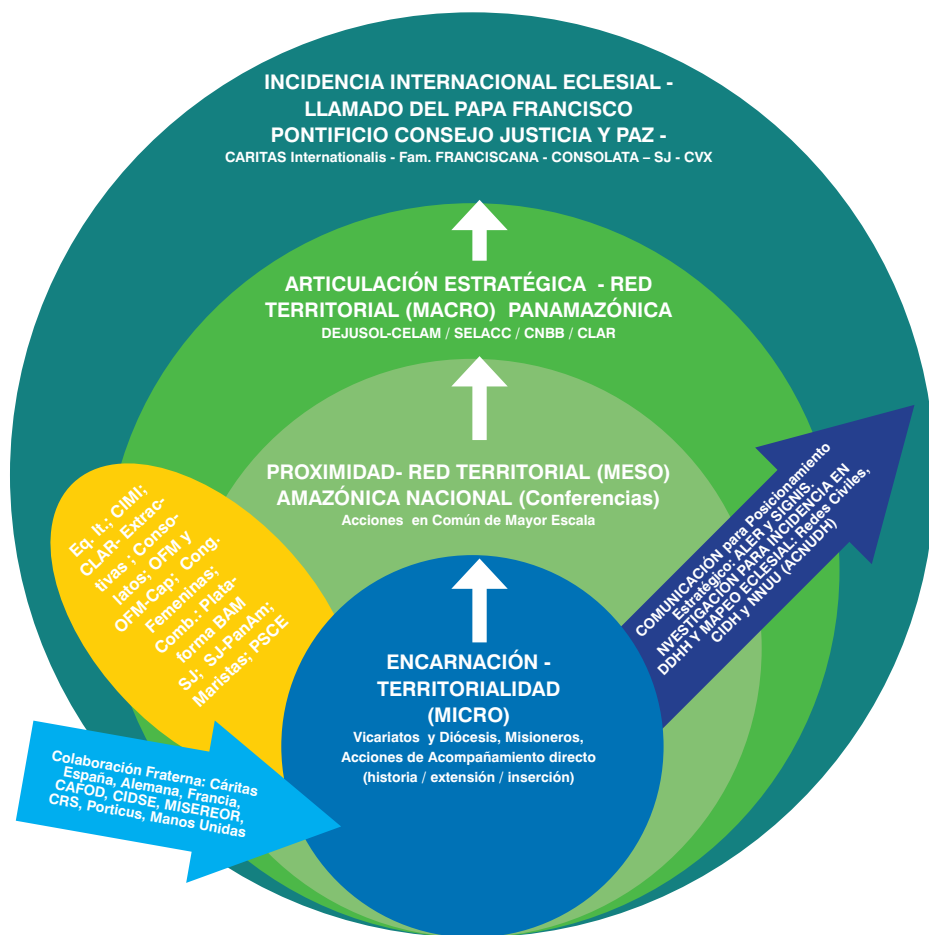 INCIDENCIA INTERNACIONAL ECLESIAL -
LLAMADO DEL PAPA FRANCISCO
PONTIFICIO CONSEJO JUSTICIA Y PAZ -
CARITAS Internationalis - Fam. FRANCISCANA - CONSOLATA – SJ - CVX
ARTICULACIÓN ESTRATÉGICA - RED
TERRITORIAL (MACRO) PANAMAZÓNICA
DEJUSOL-CELAM / SELACC / CNBB / CLAR
PROXIMIDAD- RED TERRITORIAL (MESO)
AMAZÓNICA NACIONAL (Conferencias)
Acciones en Común de Mayor Escala
Eq. It.; CIMI;
CLAR- Extrac-
tivas ; Conso-
latos; OFM y
OFM-Cap; Cong.
Femeninas;
Comb.: Plata-
forma BAM
SJ; SJ-PanAm;
Maristas; PSCE
COMUNICACIÓN para Posicionamiento
Estratégico: ALER y SIGNIS.
NVESTIGACIÓN PARA INCIDENCIA EN
DDHH Y MAPEO ECLESIAL: Redes Civiles,
CIDH y NNUU (ACNUDH)
ENCARNACIÓN -
TERRITORIALIDAD
(MICRO)
Vicariatos y Diócesis, Misioneros,
Acciones de Acompañamiento directo
(historia / extensión / inserción)
Colaboración Fraterna: Cáritas
España, Alemana, Francia,
CAFOD, CIDSE, MISEREOR,
CRS, Porticus, Manos Unidas